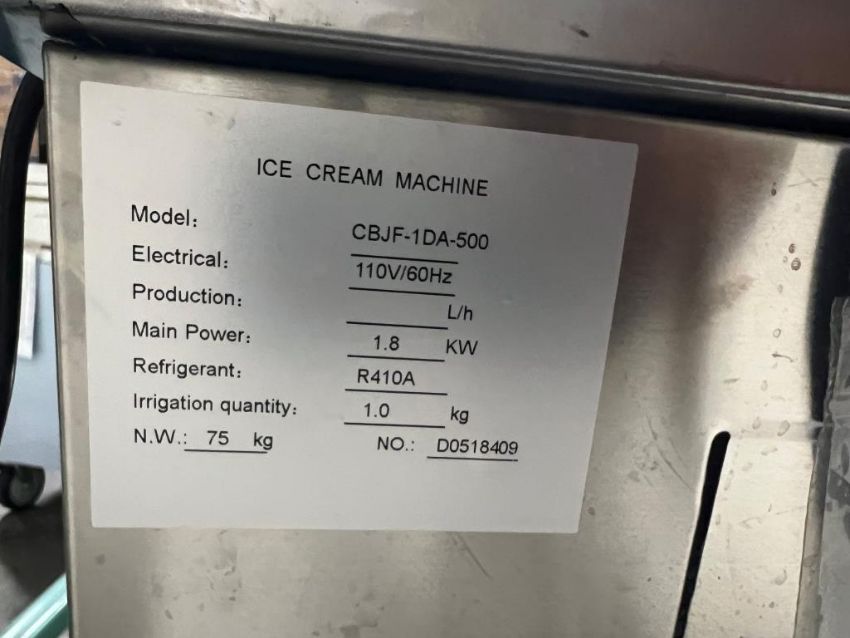 ICE CREAM MACHINE
Model: CBJF-1DA-500
Electrical: 110V/60Hz
Production: L/h
Main Power: 1.8 KW
Refrigerant: R410A
Irrigation quantity: 1.0 kg
N.W.: 75 kg NO.: D0518409